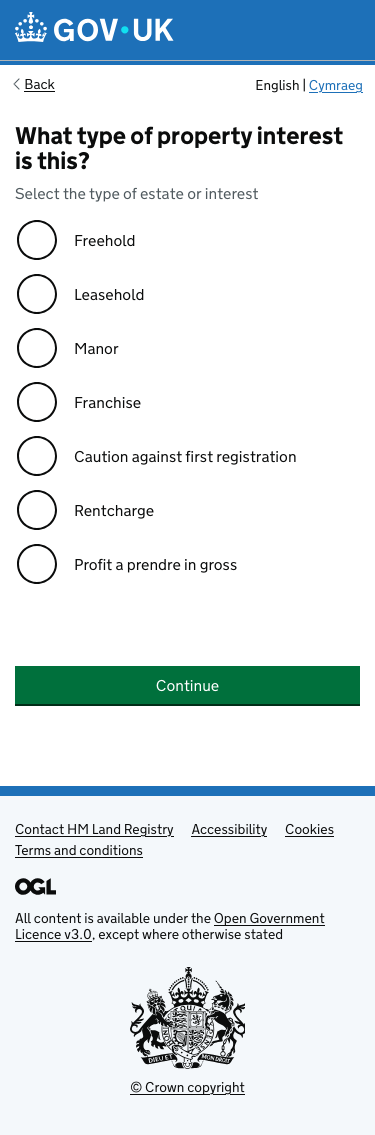 GOV·UK
Back
English | Cymraeg
What type of property interest
is this?
Select the type of estate or interest
Freehold
Leasehold
Manor
Franchise
Caution against first registration
Rentcharge
Profit a prendre in gross
Continue
Contact HM Land Registry Accessibility Cookies
Terms and conditions
OGL
All content is available under the Open Government
Licence v3.0, except where otherwise stated
DIEU ET MON DROIT
© Crown copyright